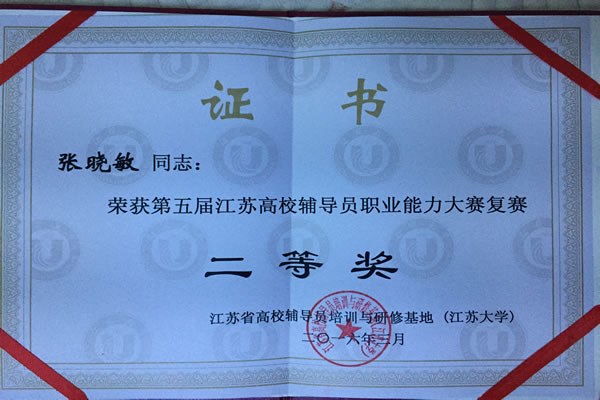 证书
张晓敏 同志：
荣获第五届江苏高校辅导员职业能力大赛复赛
二等奖
江苏省高校辅导员培训与研修基地（江苏大学）
二〇一六年 月